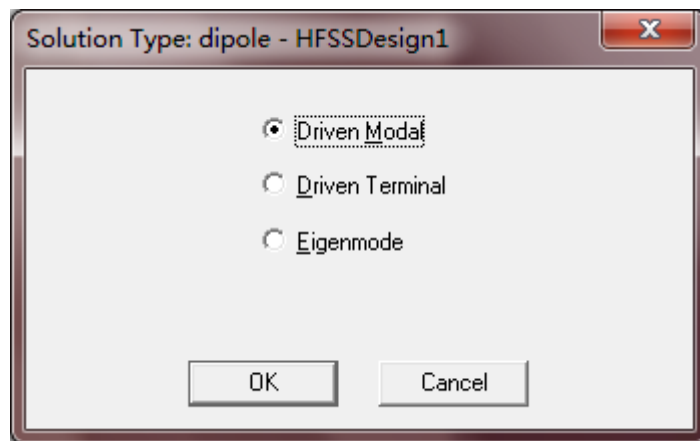 Solution Type: dipole - HFSSDesign1
Driven Modal
Driven Terminal
Eigenmode
OK Cancel